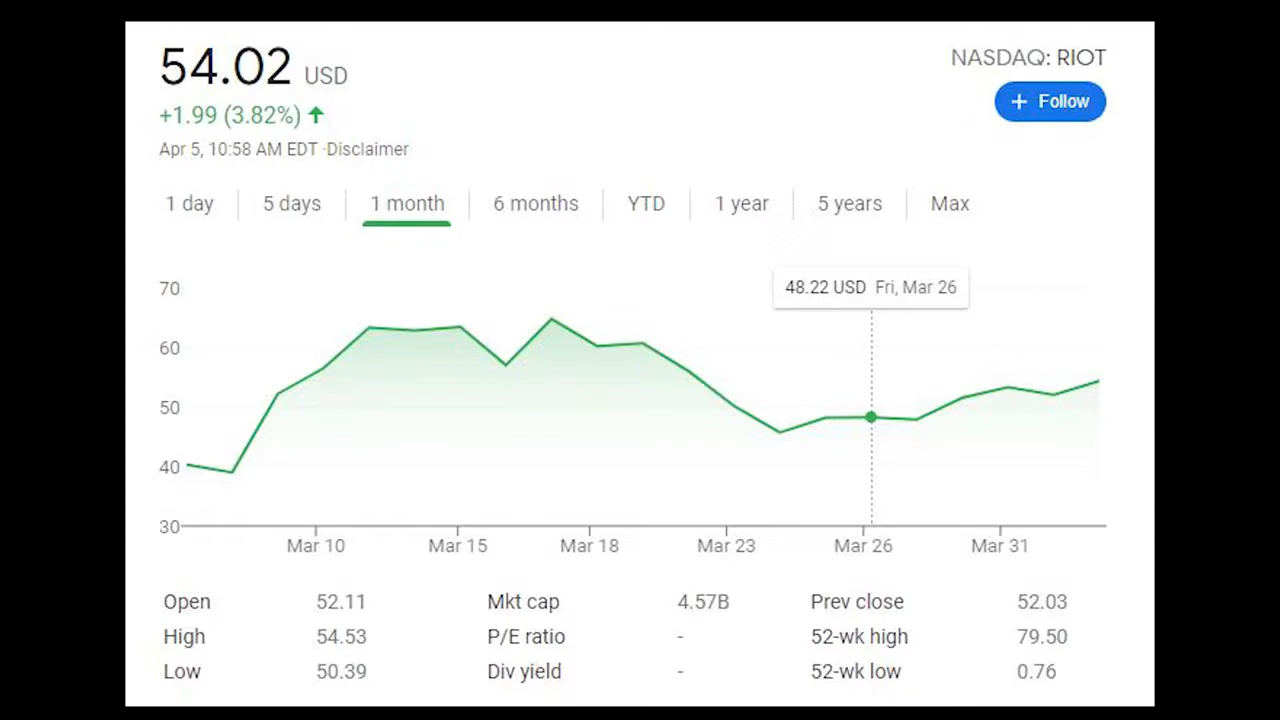 54.02 USD
NASDAQ: RIOT
+1.99 (3.82%)
+ Follow
Apr 5, 10:58 AM EDT ·Disclaimer
1 day 5 days 1 month 6 months YTD 1 year 5 years Max
48.22 USD Fri, Mar 26
70
60
50
40
30
Mar 10 Mar 15 Mar 18 Mar 23 Mar 26 Mar 31
Open 52.11 Mkt cap 4.57B Prev close 52.03
High 54.53 P/E ratio - 52-wk high 79.50
Low 50.39 Div yield - 52-wk low 0.76